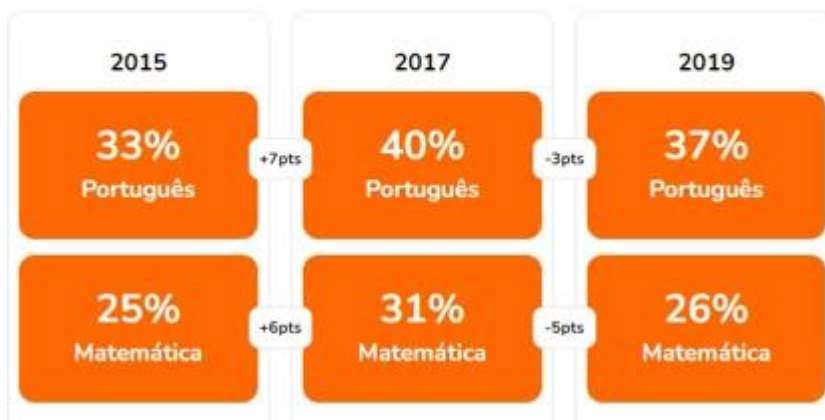 2015
2017
2019
33%
Português
+7pts
40%
Português
-3pts
37%
Português
25%
Matemática
+6pts
31%
Matemática
-5pts
26%
Matemática